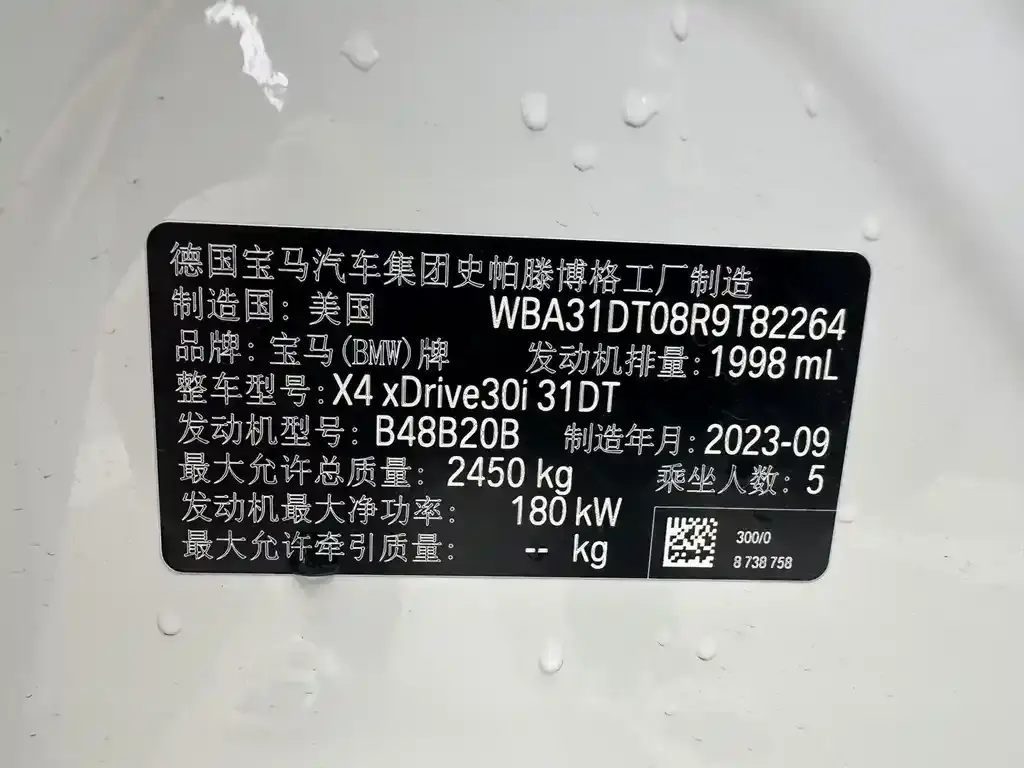 德国宝马汽车集团史帕滕博格工厂制造
制造国: 美国 WBA31DT08R9T82264
品牌: 宝马(BMW)牌 发动机排量: 1998 mL
整车型号: X4 xDrive30i 31DT
发动机型号: B48B20B 制造年月: 2023-09
最大允许总质量: 2450 kg 乘坐人数: 5
发动机最大净功率: 180 kW
最大允许牵引质量: -- kg
300/0
8 738 758